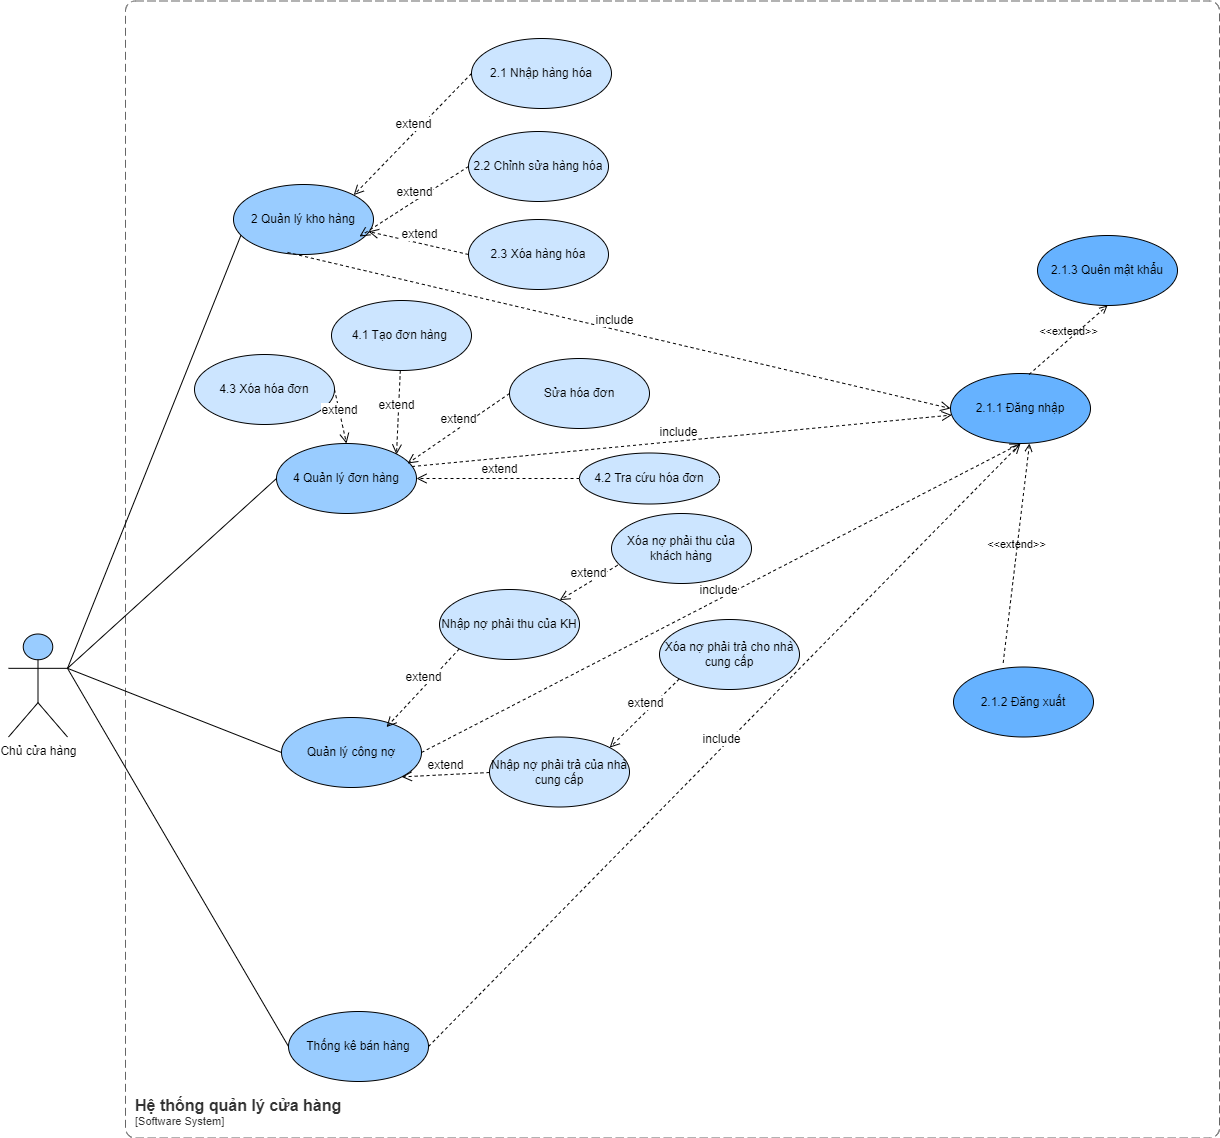 2.1 Nhập hàng hóa
extend
2.2 Chỉnh sửa hàng hóa
extend
2 Quản lý kho hàng
extend
2.3 Xóa hàng hóa
2.1.3 Quên mật khẩu
include
<<extend>>
4.1 Tạo đơn hàng
4.3 Xóa hóa đơn
Sửa hóa đơn
extend
extend
extend
2.1.1 Đăng nhập
include
4 Quản lý đơn hàng
extend
4.2 Tra cứu hóa đơn
Xóa nợ phải thu của
khách hàng
<<extend>>
extend
include
Nhập nợ phải thu của KH
Xóa nợ phải trả cho nhà
cung cấp
extend
extend
2.1.2 Đăng xuất
include
Chủ cửa hàng
Quản lý công nợ
extend
Nhập nợ phải trả của nhà
cung cấp
Thống kê bán hàng
Hệ thống quản lý cửa hàng
[Software System]